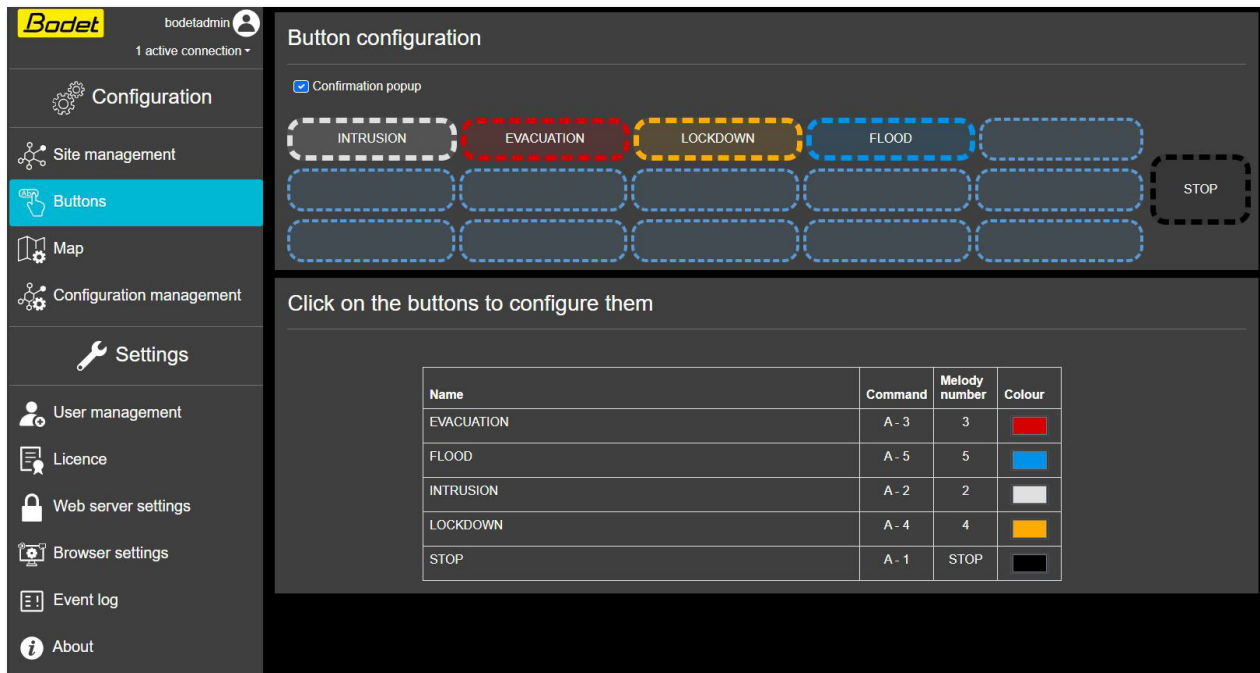 Bodet
bodetadmin
1 active connection
Configuration
Site management
Buttons
Map
Configuration management
Settings
User management
Licence
Web server settings
Browser settings
Event log
About
Button configuration
Confirmation popup
INTRUSION EVACUATION LOCKDOWN FLOOD
STOP
Click on the buttons to configure them
Name Command Melody number Colour
EVACUATION A - 3 3
FLOOD A - 5 5
INTRUSION A - 2 2
LOCKDOWN A - 4 4
STOP A - 1 STOP